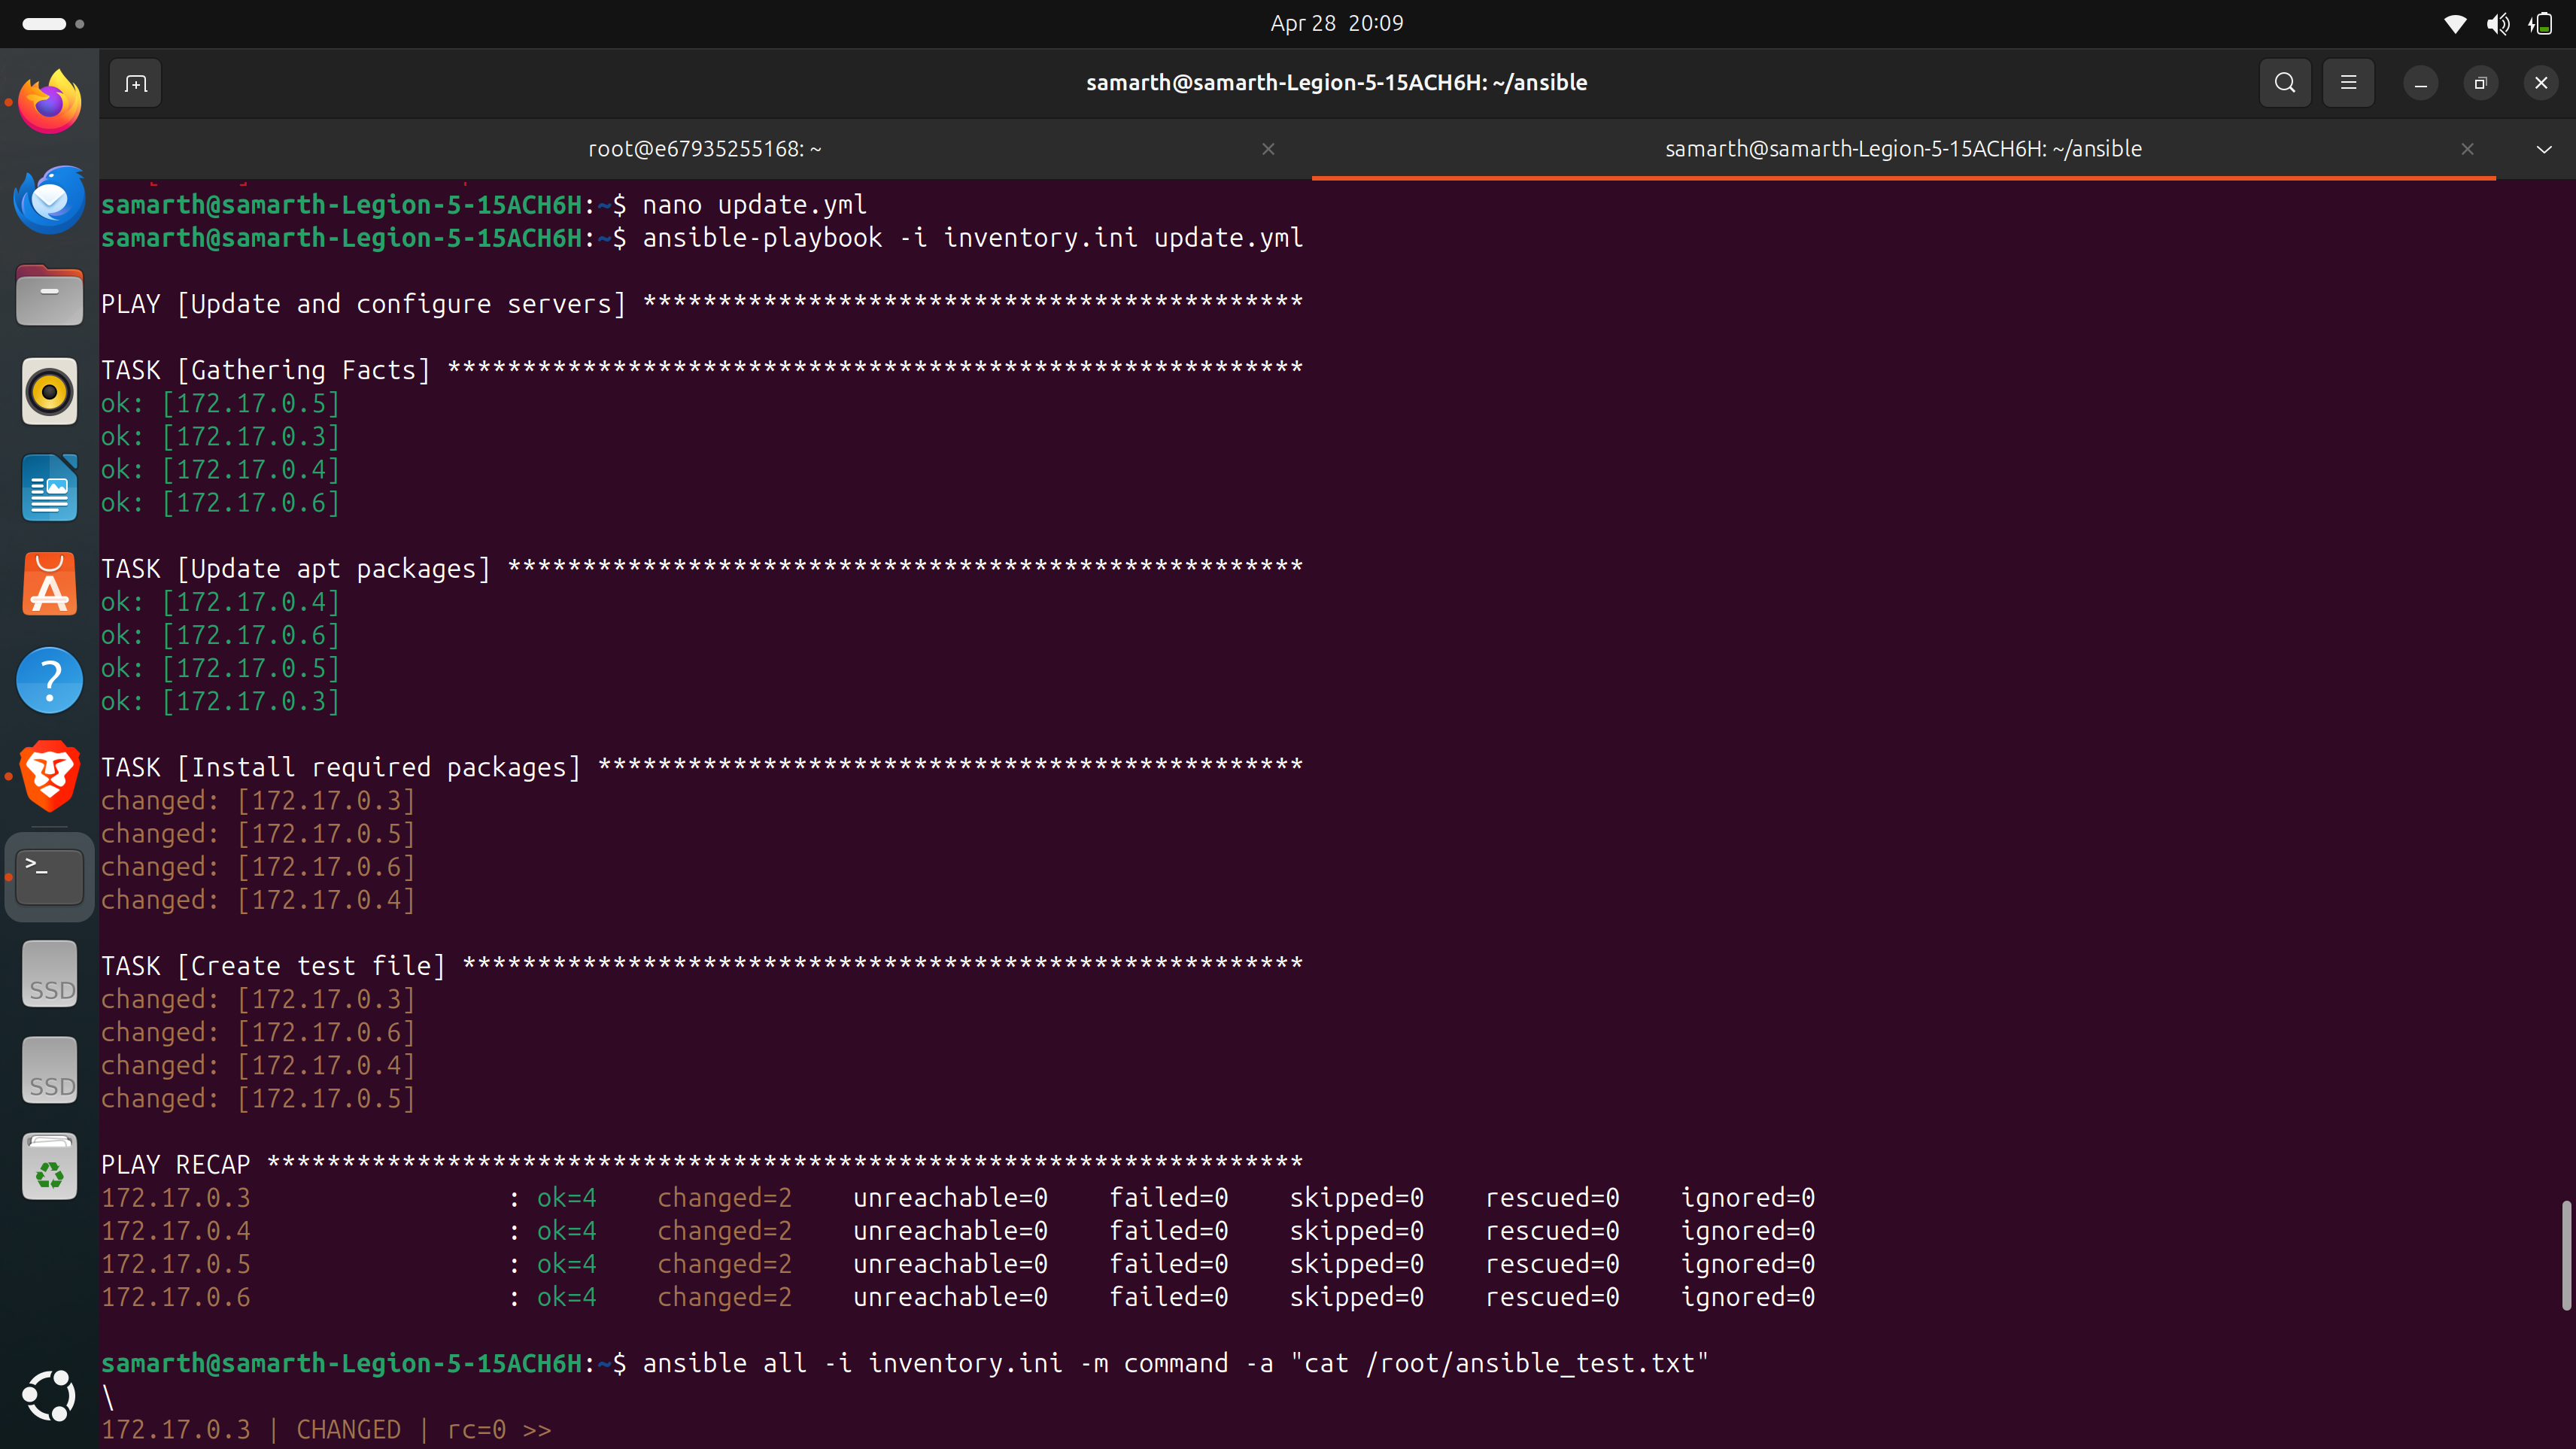 Apr 28 20:09
samarth@samarth-Legion-5-15ACH6H: ~/ansible
root@e67935255168: ~
samarth@samarth-Legion-5-15ACH6H: ~/ansible
samarth@samarth-Legion-5-15ACH6H:~$ nano update.yml
samarth@samarth-Legion-5-15ACH6H:~$ ansible-playbook -i inventory.ini update.yml
PLAY [Update and configure servers] ********************************************
TASK [Gathering Facts] *********************************************************
ok: [172.17.0.5]
ok: [172.17.0.3]
ok: [172.17.0.4]
ok: [172.17.0.6]
TASK [Update apt packages] *****************************************************
ok: [172.17.0.4]
ok: [172.17.0.6]
ok: [172.17.0.5]
ok: [172.17.0.3]
TASK [Install required packages] ***********************************************
changed: [172.17.0.3]
changed: [172.17.0.5]
changed: [172.17.0.6]
changed: [172.17.0.4]
TASK [Create test file] ********************************************************
changed: [172.17.0.3]
changed: [172.17.0.6]
changed: [172.17.0.4]
changed: [172.17.0.5]
PLAY RECAP *********************************************************************
172.17.0.3 : ok=4 changed=2 unreachable=0 failed=0 skipped=0 rescued=0 ignored=0
172.17.0.4 : ok=4 changed=2 unreachable=0 failed=0 skipped=0 rescued=0 ignored=0
172.17.0.5 : ok=4 changed=2 unreachable=0 failed=0 skipped=0 rescued=0 ignored=0
172.17.0.6 : ok=4 changed=2 unreachable=0 failed=0 skipped=0 rescued=0 ignored=0
samarth@samarth-Legion-5-15ACH6H:~$ ansible all -i inventory.ini -m command -a "cat /root/ansible_test.txt"
\
172.17.0.3 | CHANGED | rc=0 >>
SSD
SSD